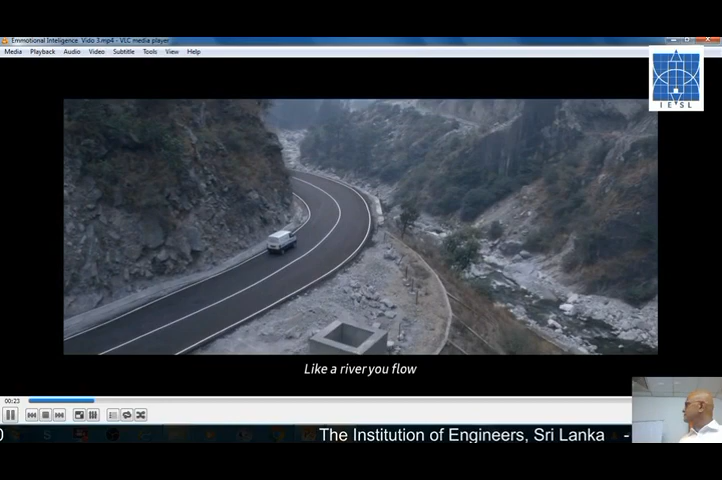 Emmotional Inteligence Vido 3.mp4 - VLC media player
Media Playback Audio Video Subtitle Tools View Help
IESL
Like a river you flow
00:23
0 The Institution of Engineers, Sri Lanka -